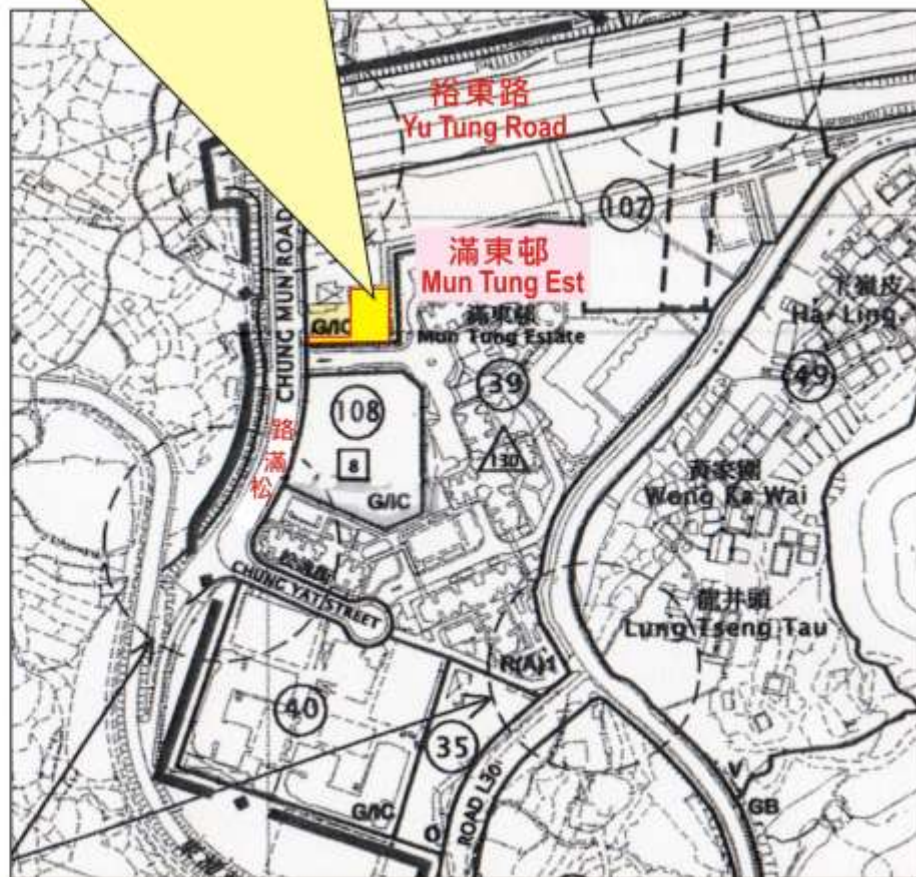 裕東路
Yu Tung Road
107
滿東邨
Mun Tung Est
滿東邨
Mun Tung Estate
CHUNG MUN ROAD
G/IC
下嶺皮
Ha Ling
39
49
130
108
8
G/IC
路滿松
黃家圍
Wong Ka Wai
松逸街
CHUNG YAT STREET
龍井頭
Lung Tseng Tau
R(A)1
40
35
G/IC
O
ROAD L30
V
GB